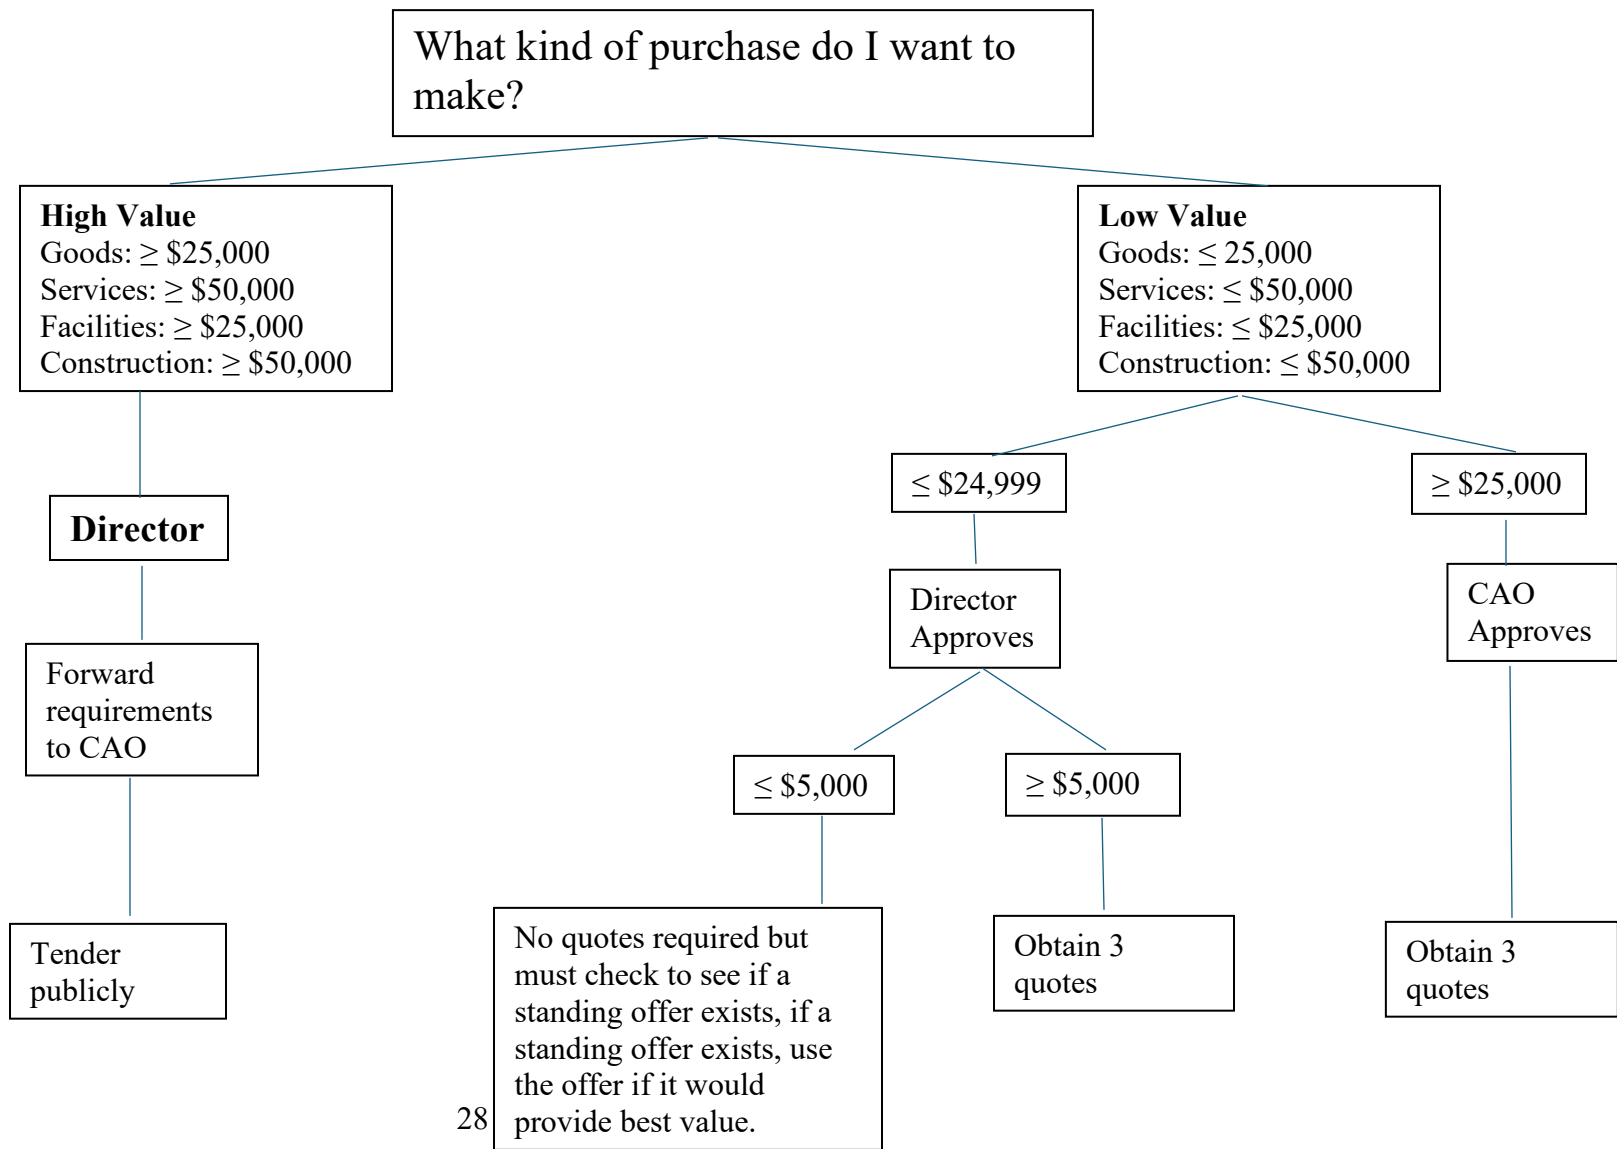 What kind of purchase do I want to
make?
High Value
Goods: ≥ $25,000
Services: ≥ $50,000
Facilities: ≥ $25,000
Construction: ≥ $50,000
Low Value
Goods: ≤ 25,000
Services: ≤ $50,000
Facilities: ≤ $25,000
Construction: ≤ $50,000
≤ $24,999
≥ $25,000
Director
Director
Approves
CAO
Approves
Forward
requirements
to CAO
≤ $5,000
≥ $5,000
Tender
publicly
No quotes required but
must check to see if a
standing offer exists, if a
standing offer exists, use
the offer if it would
provide best value.
Obtain 3
quotes
Obtain 3
quotes
28